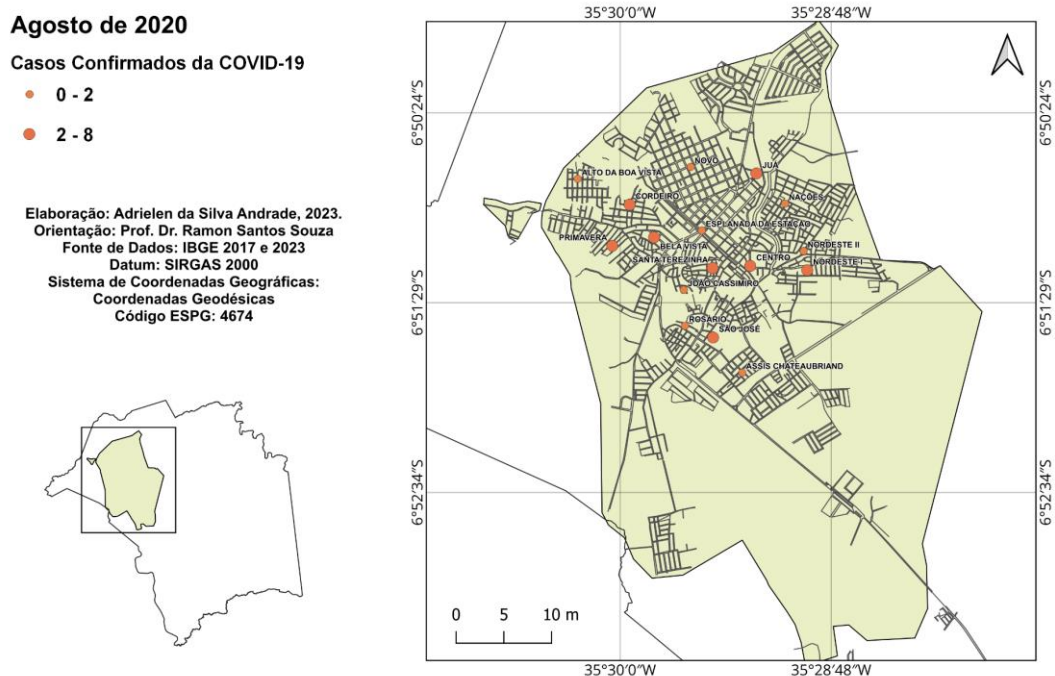 Agosto de 2020
Casos Confirmados da COVID-19
0 - 2
2 - 8
Elaboração: Adrielen da Silva Andrade, 2023.
Orientação: Prof. Dr. Ramon Santos Souza
Fonte de Dados: IBGE 2017 e 2023
Datum: SIRGAS 2000
Sistema de Coordenadas Geográficas:
Coordenadas Geodésicas
Código ESPG: 4674
35°30′0″W
35°28′48″W
6°50′24″S
6°50′24″S
NOVO
JUÁ
ALTO DA BOA VISTA
CORDEIRO
NAÇÕES
ESPLANADA DA ESTAÇÃO
PRIMAVERA
BELA VISTA
NORDESTE II
SANTA TEREZINHA
CENTRO
NORDESTE I
JOÃO CASSIMIRO
6°51′29″S
6°51′29″S
ROSÁRIO
SÃO JOSÉ
ASSIS CHATEAUBRIAND
6°52′34″S
6°52′34″S
0 5 10 m
35°30′0″W
35°28′48″W